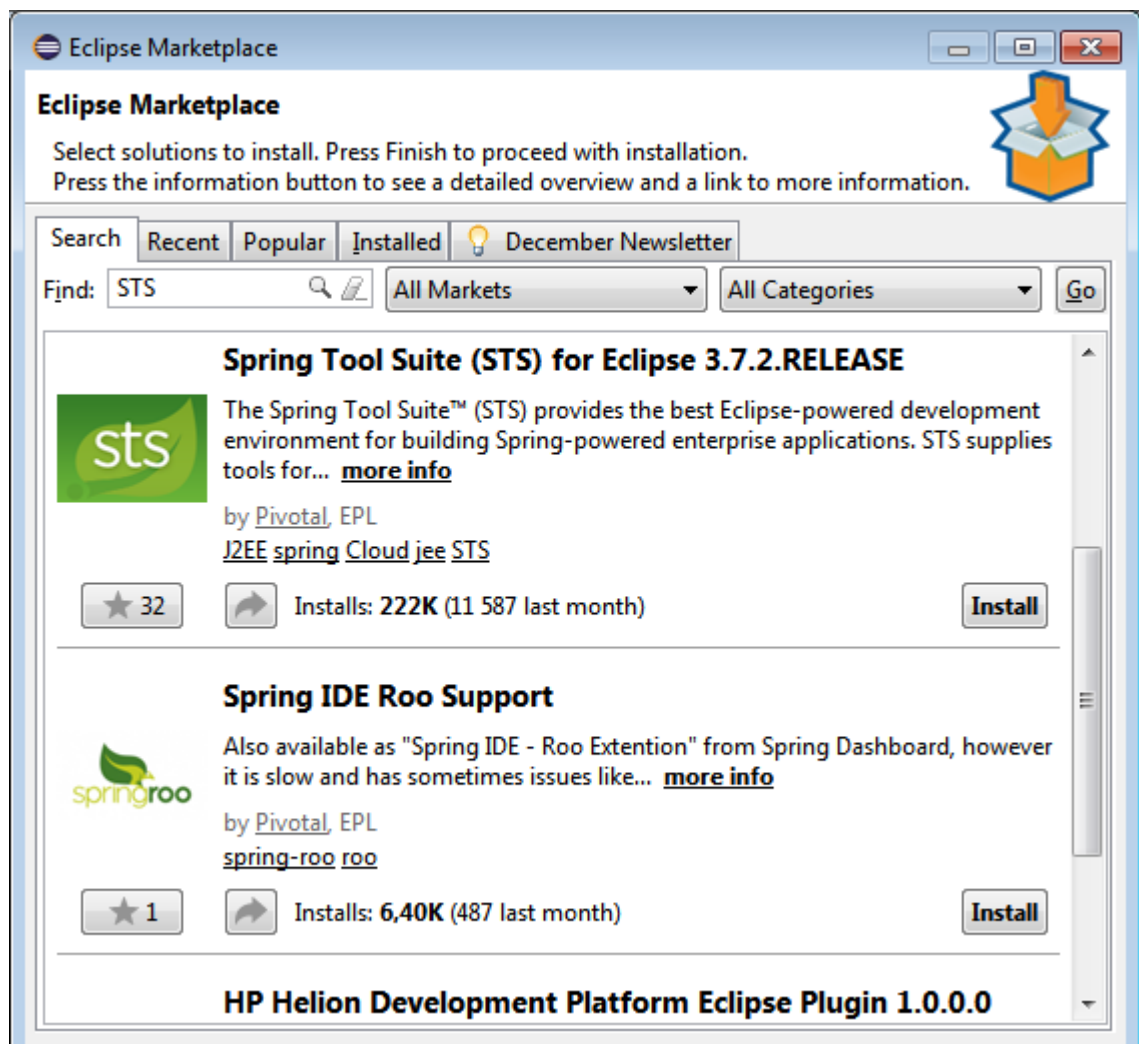 Eclipse Marketplace
Eclipse Marketplace
Select solutions to install. Press Finish to proceed with installation.
Press the information button to see a detailed overview and a link to more information.
Search Recent Popular Installed December Newsletter
Find: STS All Markets All Categories Go
Spring Tool Suite (STS) for Eclipse 3.7.2.RELEASE
sts
The Spring Tool Suite™ (STS) provides the best Eclipse-powered development
environment for building Spring-powered enterprise applications. STS supplies
tools for... more info
by Pivotal, EPL
J2EE spring Cloud jee STS
32 Installs: 222K (11 587 last month) Install
Spring IDE Roo Support
springroo
Also available as "Spring IDE - Roo Extention" from Spring Dashboard, however
it is slow and has sometimes issues like... more info
by Pivotal, EPL
spring-roo roo
1 Installs: 6,40K (487 last month) Install
HP Helion Development Platform Eclipse Plugin 1.0.0.0